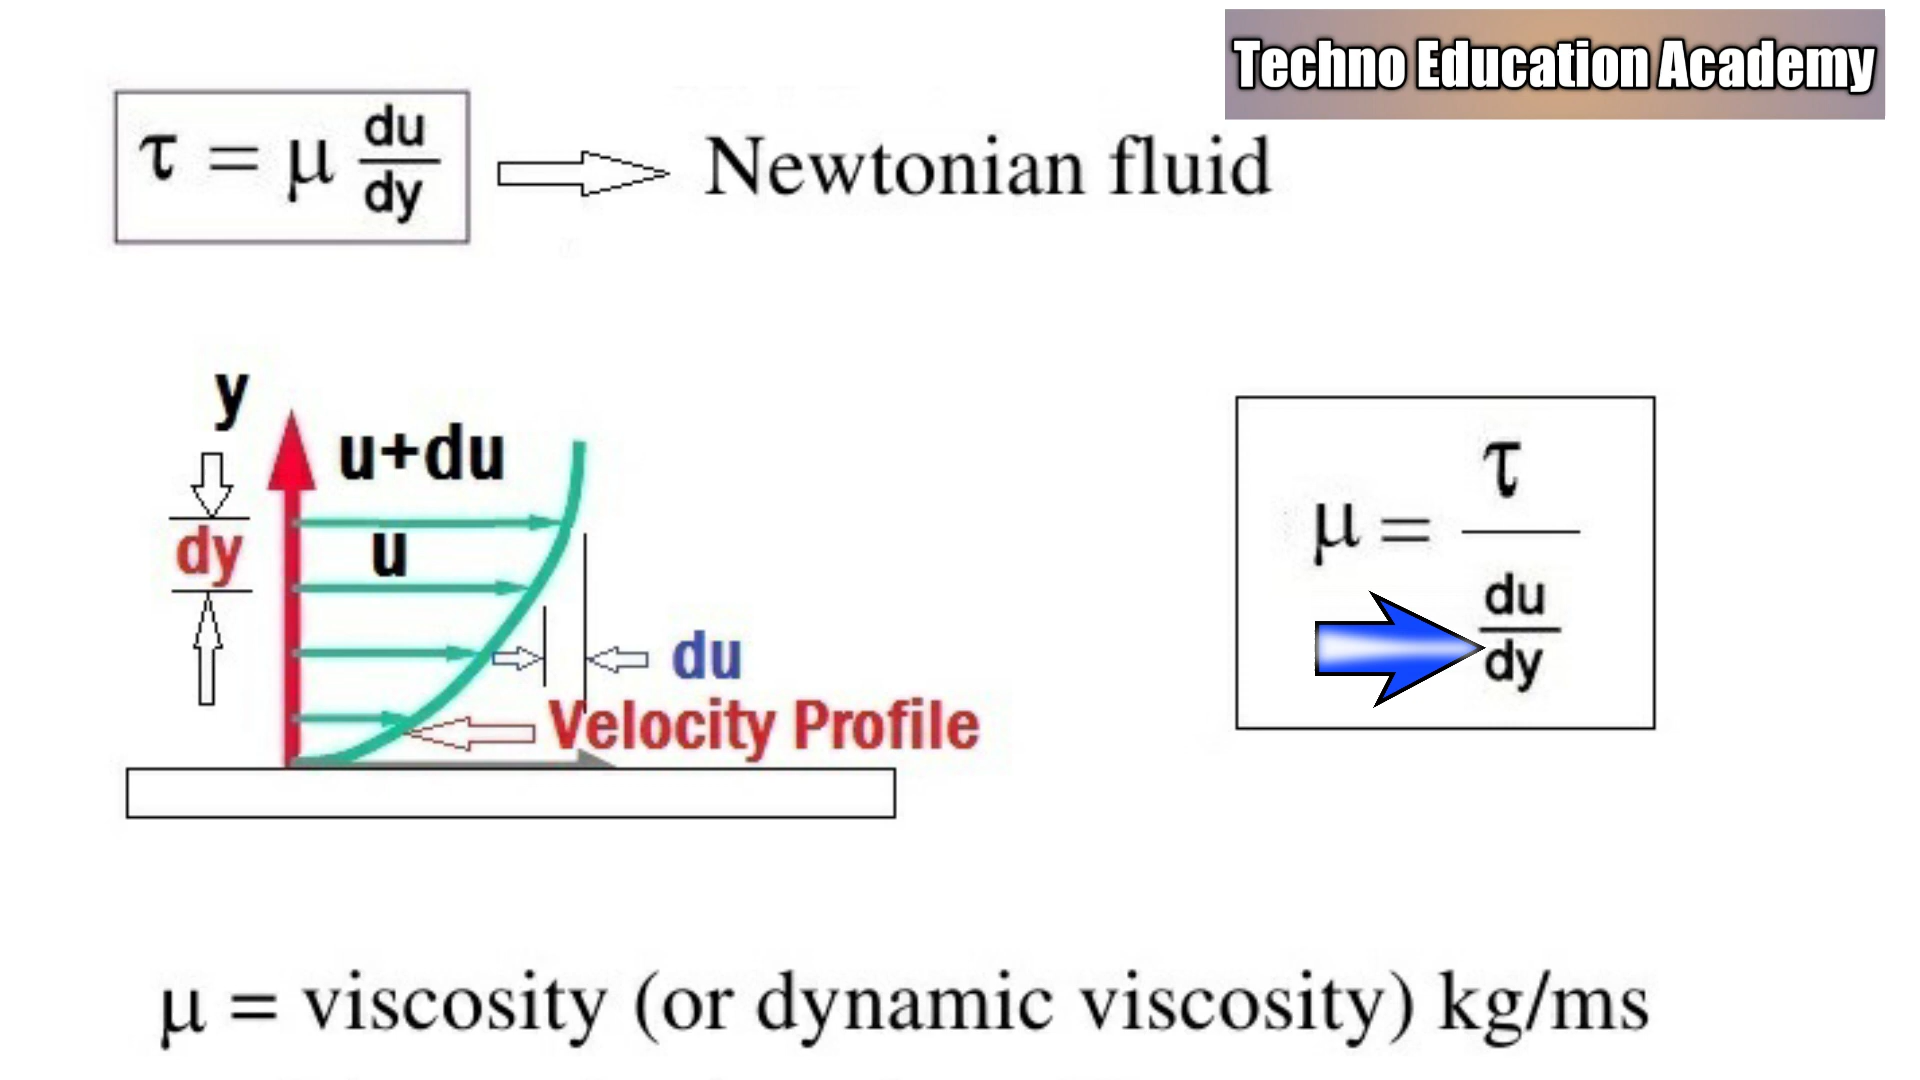 Techno Education Academy
τ = μ du/dy
Newtonian fluid
y
u+du
dy
u
du
Velocity Profile
μ = τ / du/dy
μ = viscosity (or dynamic viscosity) kg/ms